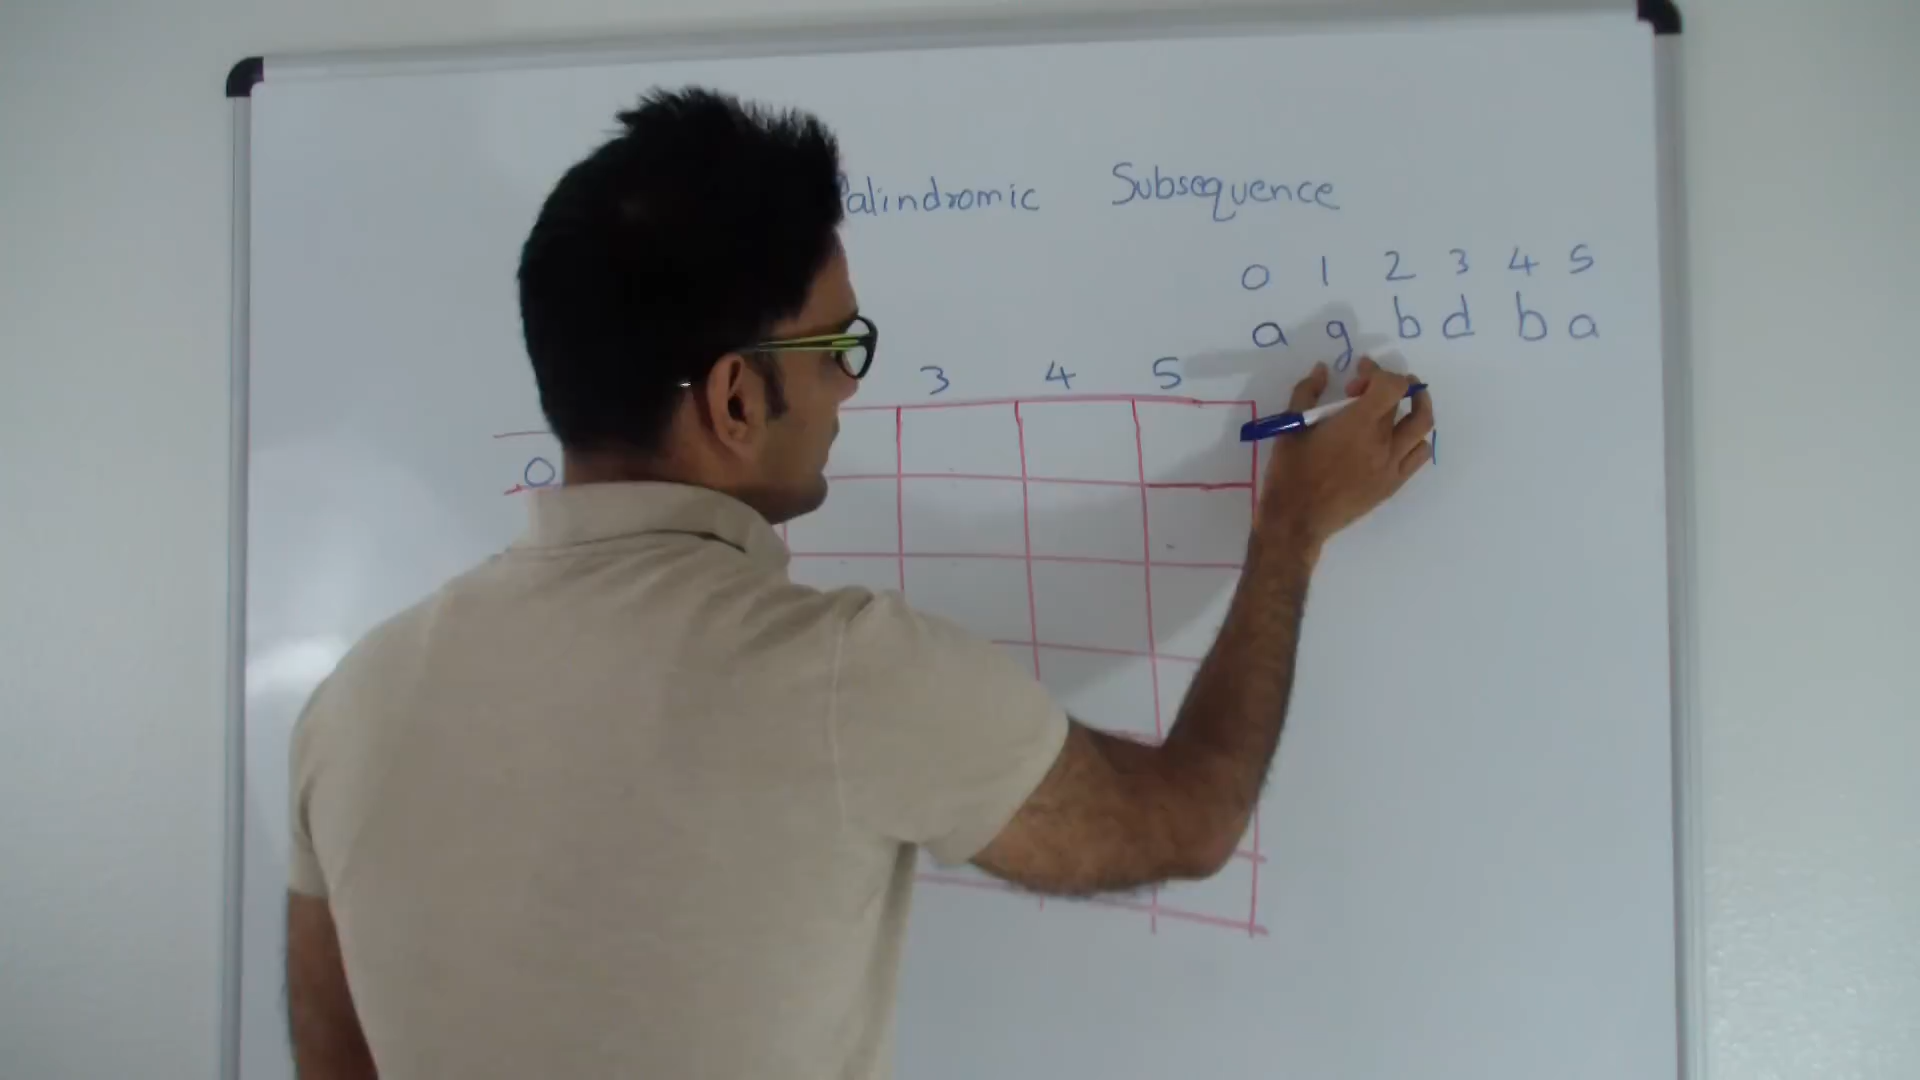 Palindromic Subsequence
0 1 2 3 4 5
a g b d b a
3 4 5
0